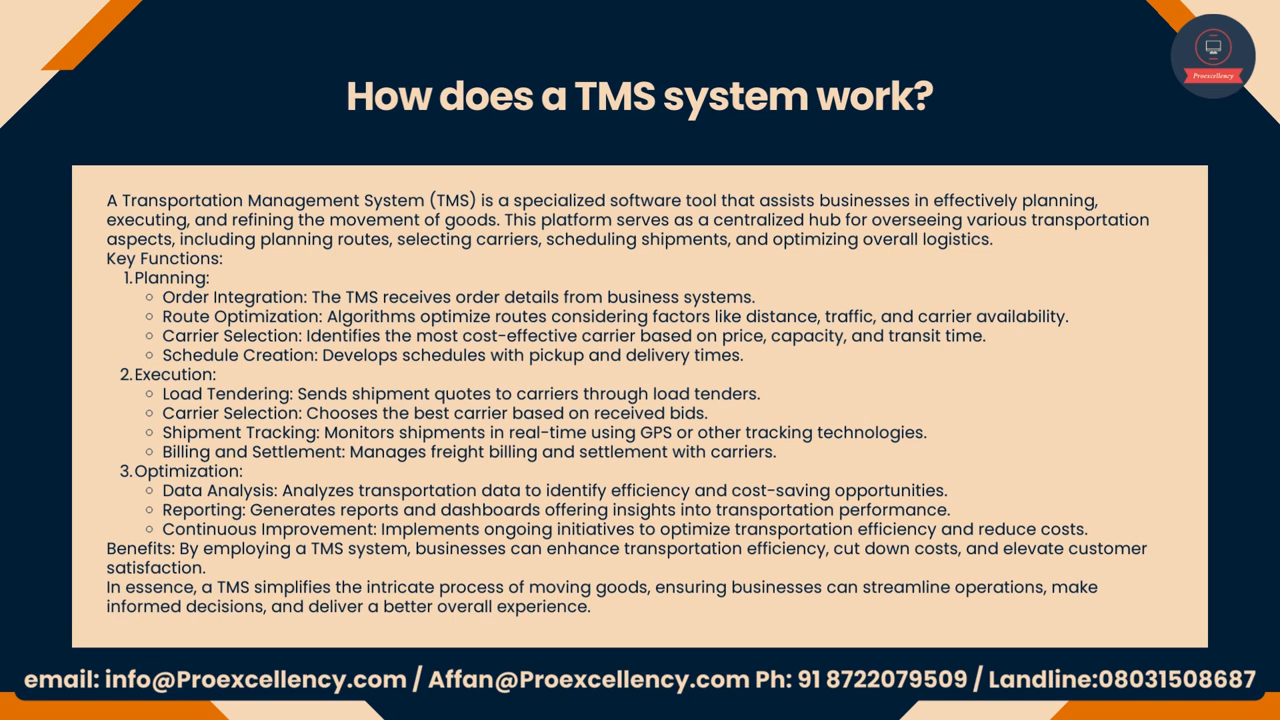 Proexcellency
How does a TMS system work?
A Transportation Management System (TMS) is a specialized software tool that assists businesses in effectively planning,
executing, and refining the movement of goods. This platform serves as a centralized hub for overseeing various transportation
aspects, including planning routes, selecting carriers, scheduling shipments, and optimizing overall logistics.
Key Functions:
1. Planning:
○ Order Integration: The TMS receives order details from business systems.
○ Route Optimization: Algorithms optimize routes considering factors like distance, traffic, and carrier availability.
○ Carrier Selection: Identifies the most cost-effective carrier based on price, capacity, and transit time.
○ Schedule Creation: Develops schedules with pickup and delivery times.
2. Execution:
○ Load Tendering: Sends shipment quotes to carriers through load tenders.
○ Carrier Selection: Chooses the best carrier based on received bids.
○ Shipment Tracking: Monitors shipments in real-time using GPS or other tracking technologies.
○ Billing and Settlement: Manages freight billing and settlement with carriers.
3. Optimization:
○ Data Analysis: Analyzes transportation data to identify efficiency and cost-saving opportunities.
○ Reporting: Generates reports and dashboards offering insights into transportation performance.
○ Continuous Improvement: Implements ongoing initiatives to optimize transportation efficiency and reduce costs.
Benefits: By employing a TMS system, businesses can enhance transportation efficiency, cut down costs, and elevate customer
satisfaction.
In essence, a TMS simplifies the intricate process of moving goods, ensuring businesses can streamline operations, make
informed decisions, and deliver a better overall experience.
email: info@Proexcellency.com / Affan@Proexcellency.com Ph: 91 8722079509 / Landline:08031508687